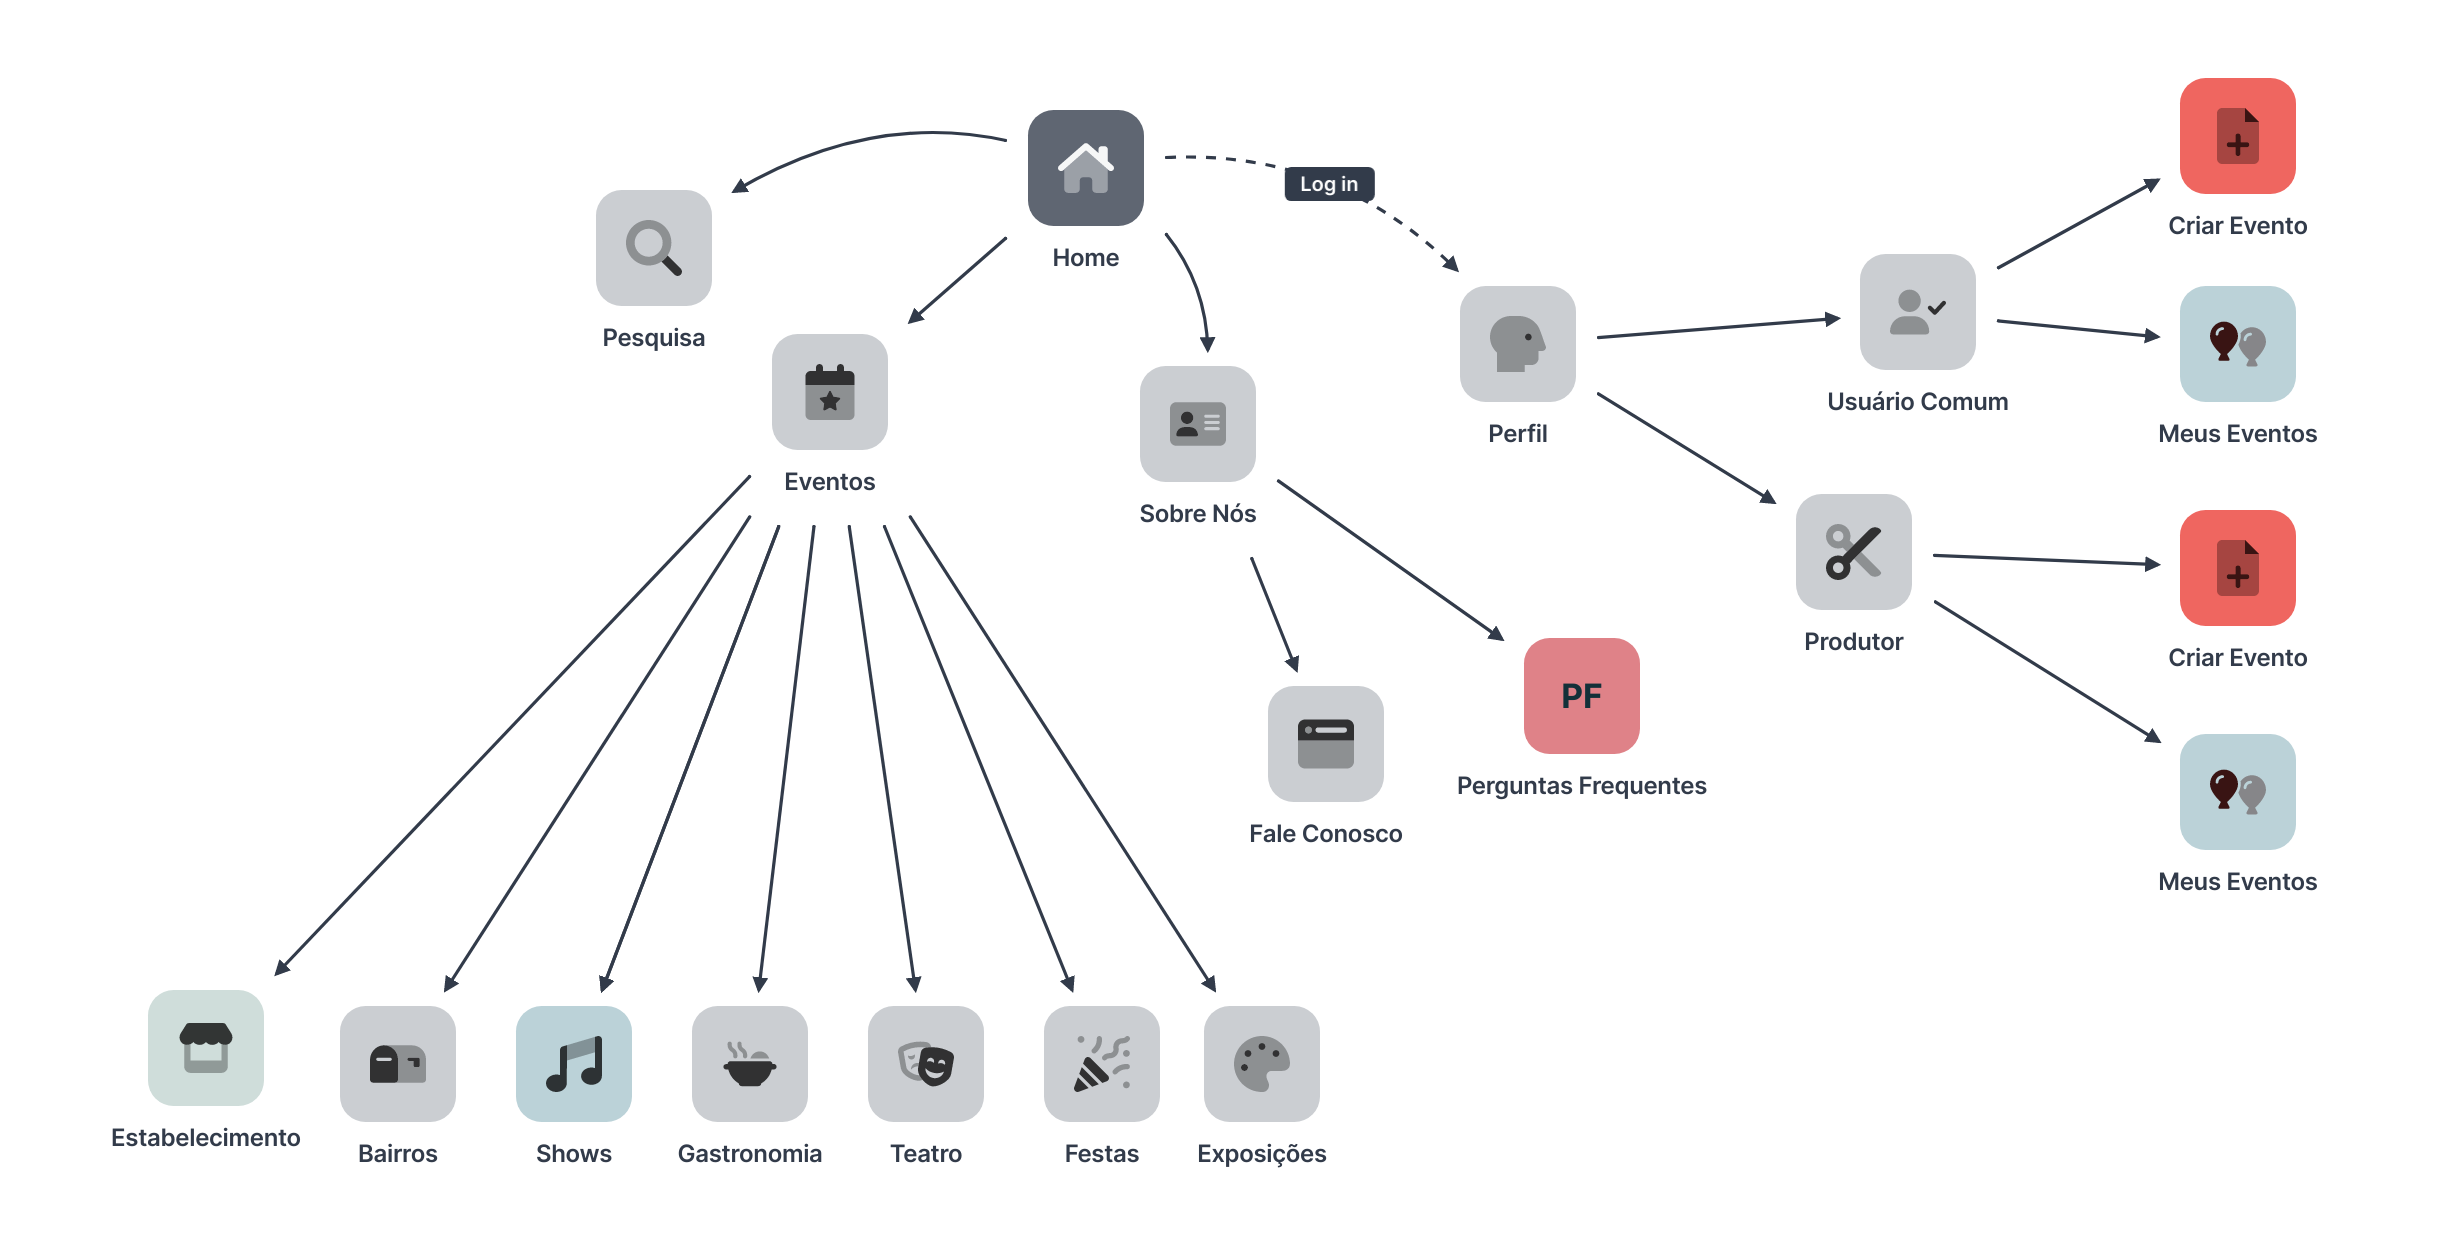 Home
Log in
Pesquisa
Eventos
Sobre Nós
Perfil
Usuário Comum
Criar Evento
Meus Eventos
Produtor
Criar Evento
Meus Eventos
PF
Perguntas Frequentes
Fale Conosco
Estabelecimento
Bairros
Shows
Gastronomia
Teatro
Festas
Exposições